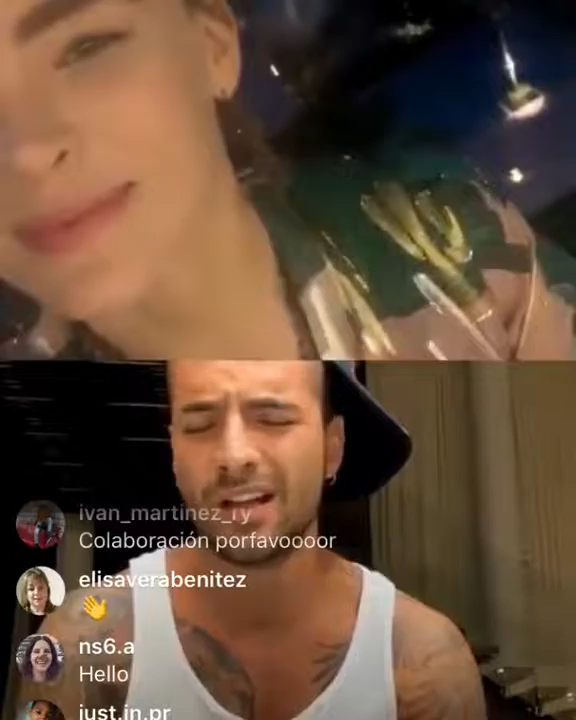 ivan_martinez_ry
Colaboración porfavoooor
elisaverabenitez
👋
ns6.a
Hello
just.in.pr